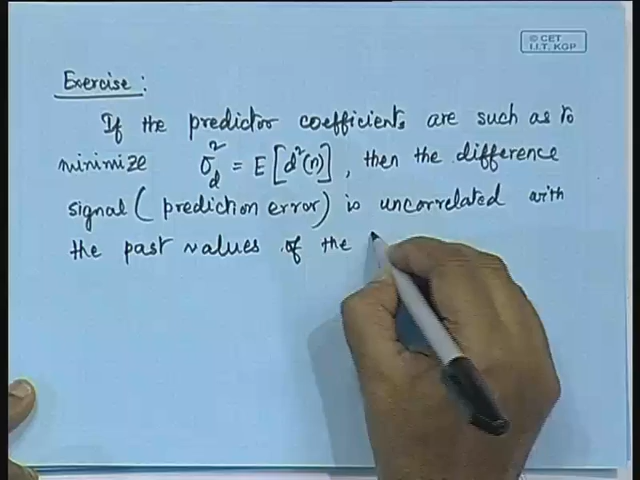 © CET
I.I.T. KGP
Exercise:
If the predictor coefficients are such as to
minimize σ_d² = E[d²(n)], then the difference
signal (prediction error) is uncorrelated with
the past values of the